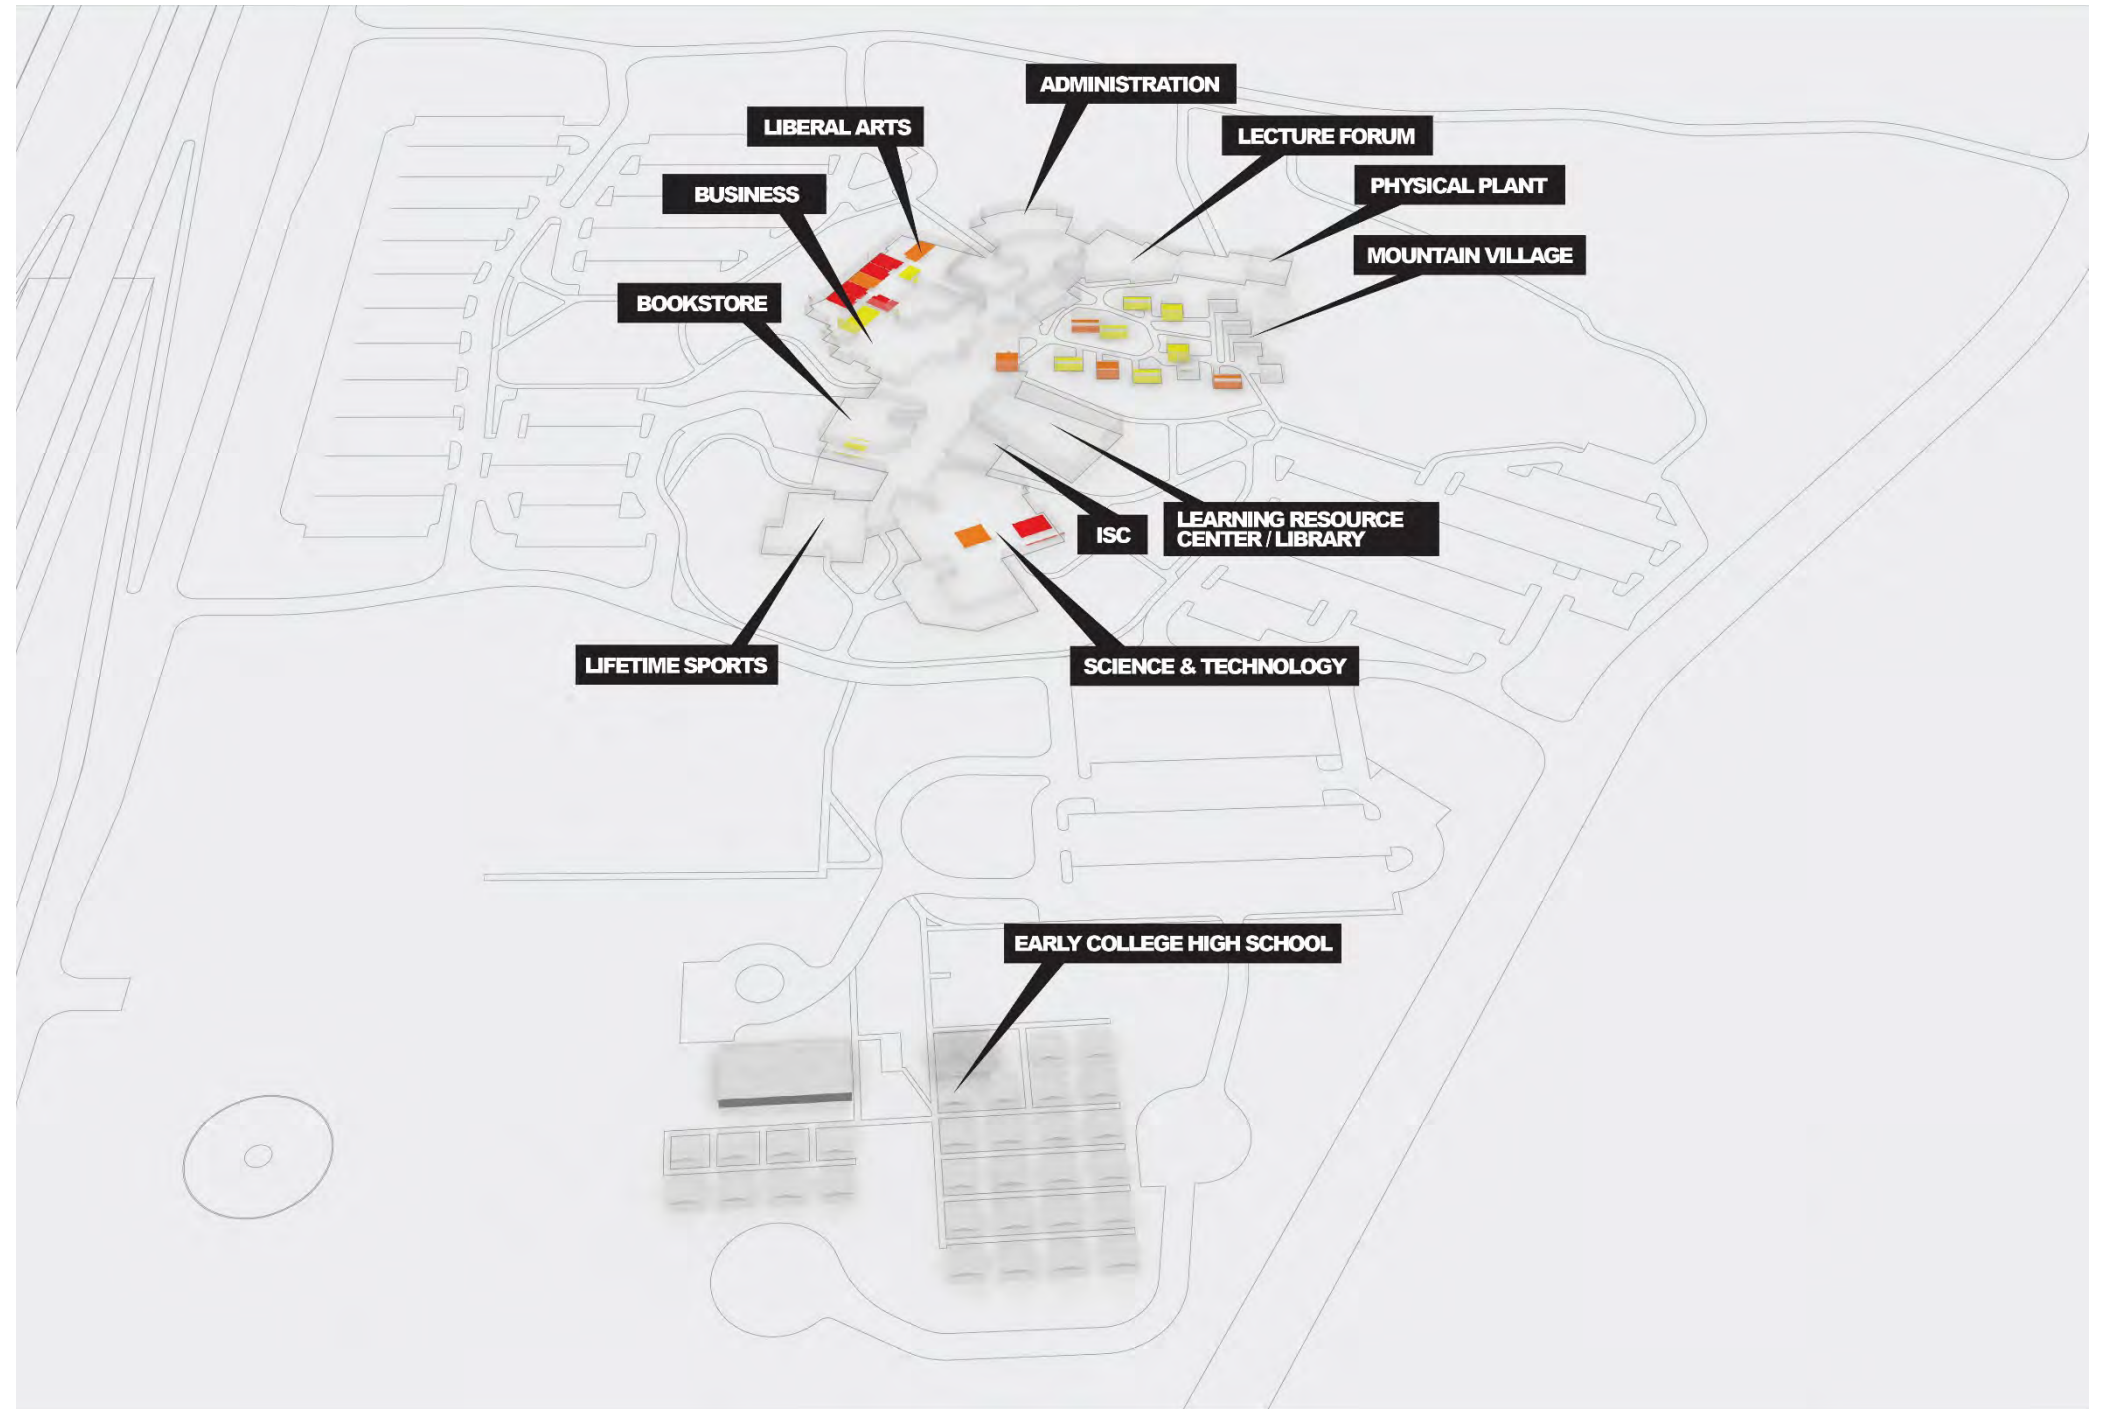 ADMINISTRATION
LIBERAL ARTS
LECTURE FORUM
BUSINESS
PHYSICAL PLANT
MOUNTAIN VILLAGE
BOOKSTORE
LEARNING RESOURCE
CENTER / LIBRARY
ISC
LIFETIME SPORTS
SCIENCE & TECHNOLOGY
EARLY COLLEGE HIGH SCHOOL